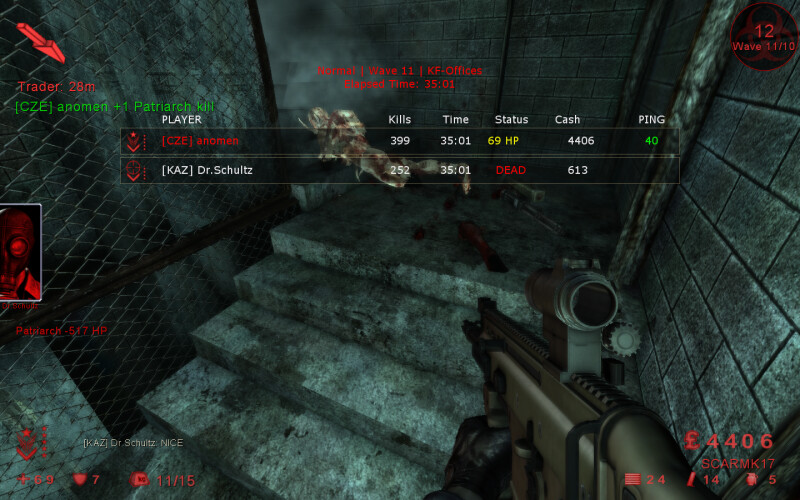 12
Wave 11/10
Normal | Wave 11 | KF-Offices
Elapsed Time: 35:01
Trader: 28m
[CZE] anomen +1 Patriarch kill
PLAYER Kills Time Status Cash PING
[CZE] anomen 399 35:01 69 HP 4406 40
[KAZ] Dr.Schultz 252 35:01 DEAD 613
Patriarch -517 HP
[KAZ] Dr.Schultz: NICE
£ 4406
SCARMK17
69 7 11/15 24 14 5